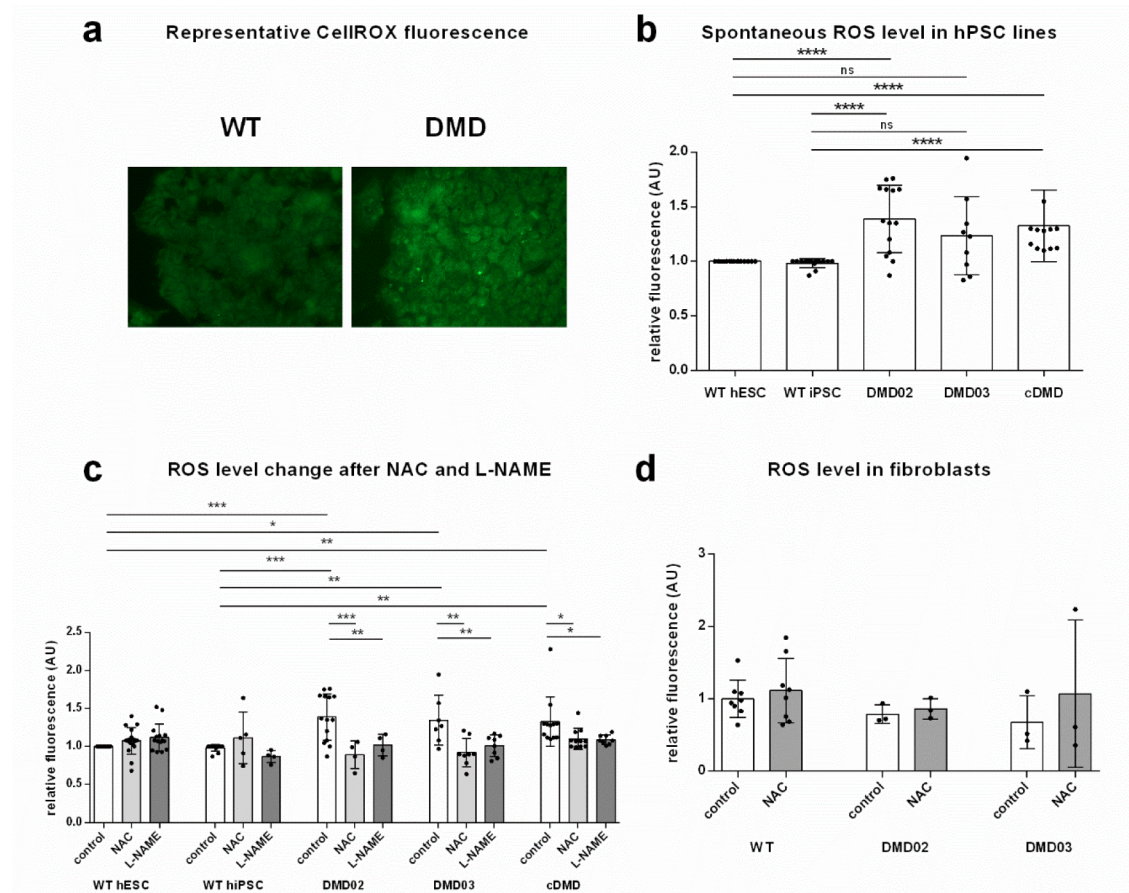 a Representative CellROX fluorescence
WT DMD
b Spontaneous ROS level in hPSC lines
****
ns
****
****
ns
****
relative fluorescence (AU)
2.0
1.5
1.0
0.5
0.0
WT hESC WT iPSC DMD02 DMD03 cDMD
c ROS level change after NAC and L-NAME
***
*
**
***
**
**
*** ** *
** ** *
relative fluorescence (AU)
2.5
2.0
1.5
1.0
0.5
0.0
control NAC L-NAME control NAC L-NAME control NAC L-NAME control NAC L-NAME control NAC L-NAME
WT hESC WT hiPSC DMD02 DMD03 cDMD
d ROS level in fibroblasts
relative fluorescence (AU)
3
2
1
0
control NAC control NAC control NAC
WT DMD02 DMD03